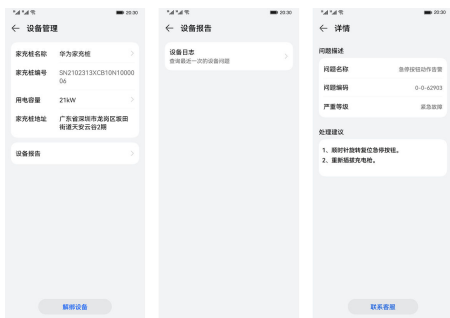 20:30
← 设备管理
家充桩名称 华为家充桩
家充桩编号 SN2102313XCB10N10000
06
用电容量 21kW
家充桩地址 广东省深圳市龙岗区坂田
街道天安云谷2期
设备报告
解绑设备
20:30
← 设备报告
设备日志
查询最近一次的设备问题
20:30
← 详情
问题描述
问题名称 急停按钮动作告警
问题编码 0-0-62903
严重等级 紧急故障
处理建议
1、顺时针旋转复位急停按钮。
2、重新插拔充电枪。
联系客服